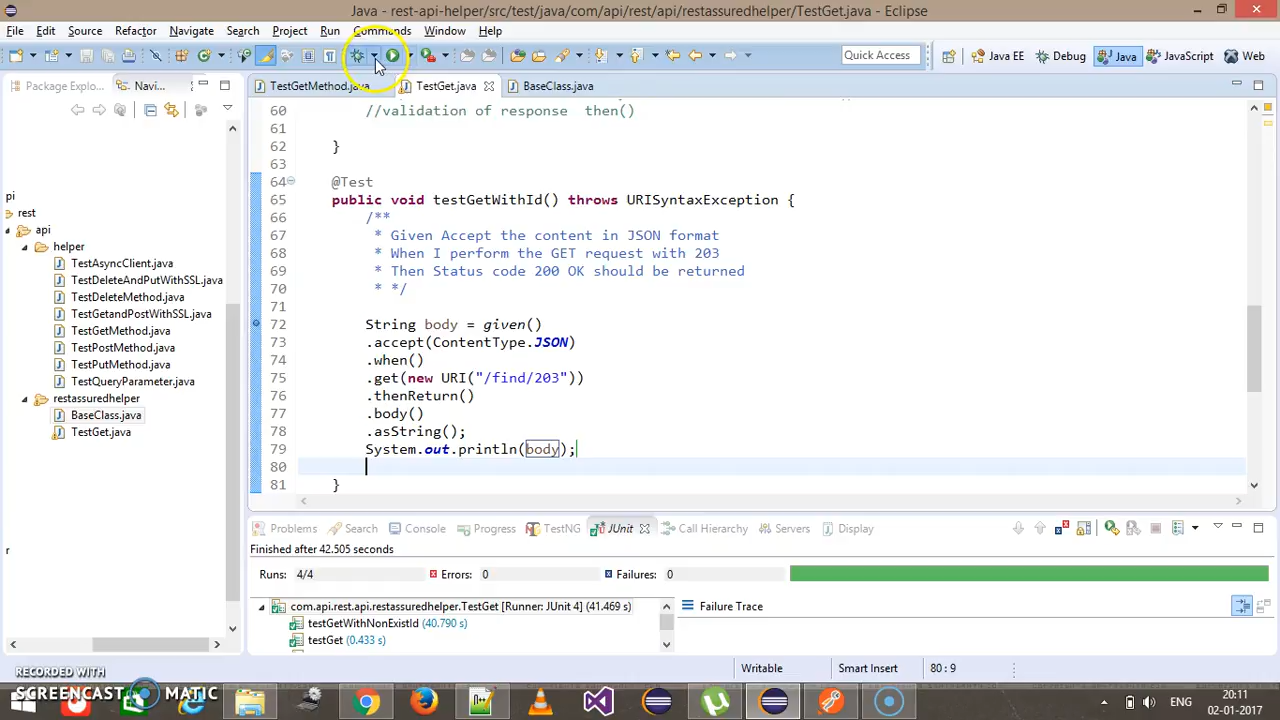 Java - rest-api-helper/src/test/java/com/api/rest/api/restassuredhelper/TestGet.java - Eclipse
File Edit Source Refactor Navigate Search Project Run Commands Window Help
Quick Access Java EE Debug Java JavaScript Web
Package Explo... Navi... TestGetMethod.java TestGet.java BaseClass.java
60 //validation of response then()
61
62 }
63
64 @Test
65 public void testGetWithId() throws URISyntaxException {
66 /**
67 * Given Accept the content in JSON format
68 * When I perform the GET request with 203
69 * Then Status code 200 OK should be returned
70 * */
71
72 String body = given()
73 .accept(ContentType.JSON)
74 .when()
75 .get(new URI("/find/203"))
76 .thenReturn()
77 .body()
78 .asString();
79 System.out.println(body);
80
81 }
pi
rest
api
helper
TestAsyncClient.java
TestDeleteAndPutWithSSL.java
TestDeleteMethod.java
TestGetandPostWithSSL.java
TestGetMethod.java
TestPostMethod.java
TestPutMethod.java
TestQueryParameter.java
restassuredhelper
BaseClass.java
TestGet.java
r
Problems Search Console Progress TestNG JUnit Call Hierarchy Servers Display
Finished after 42.505 seconds
Runs: 4/4 Errors: 0 Failures: 0
com.api.rest.api.restassuredhelper.TestGet [Runner: JUnit 4] (41.469 s)
testGetWithNonExistId (40.790 s)
testGet (0.433 s)
Failure Trace
Writable Smart Insert 80 : 9
RECORDED WITH
SCREENCAST MATIC
ENG
20:11
02-01-2017